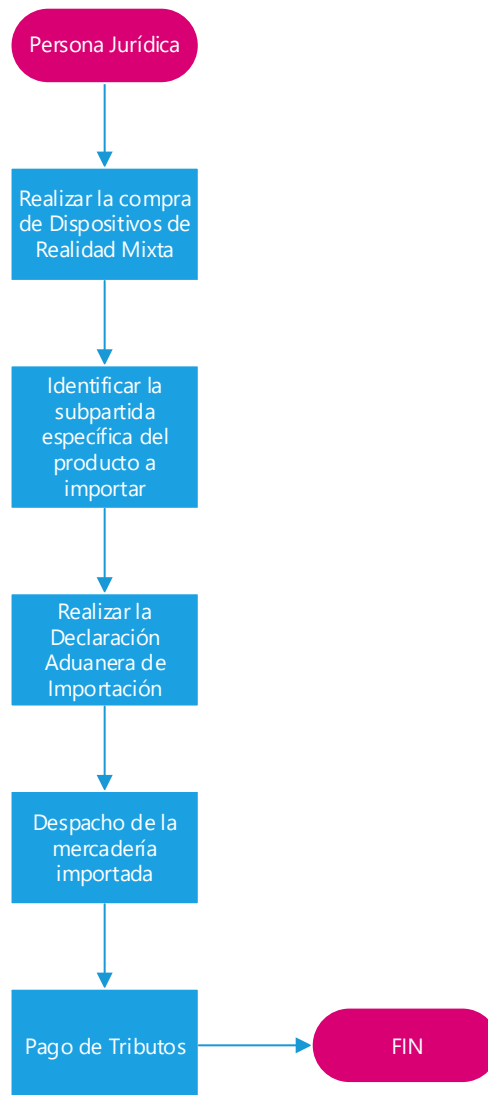 Persona Jurídica
Realizar la compra
de Dispositivos de
Realidad Mixta
Identificar la
subpartida
específica del
producto a
importar
Realizar la
Declaración
Aduanera de
Importación
Despacho de la
mercadería
importada
Pago de Tributos
FIN